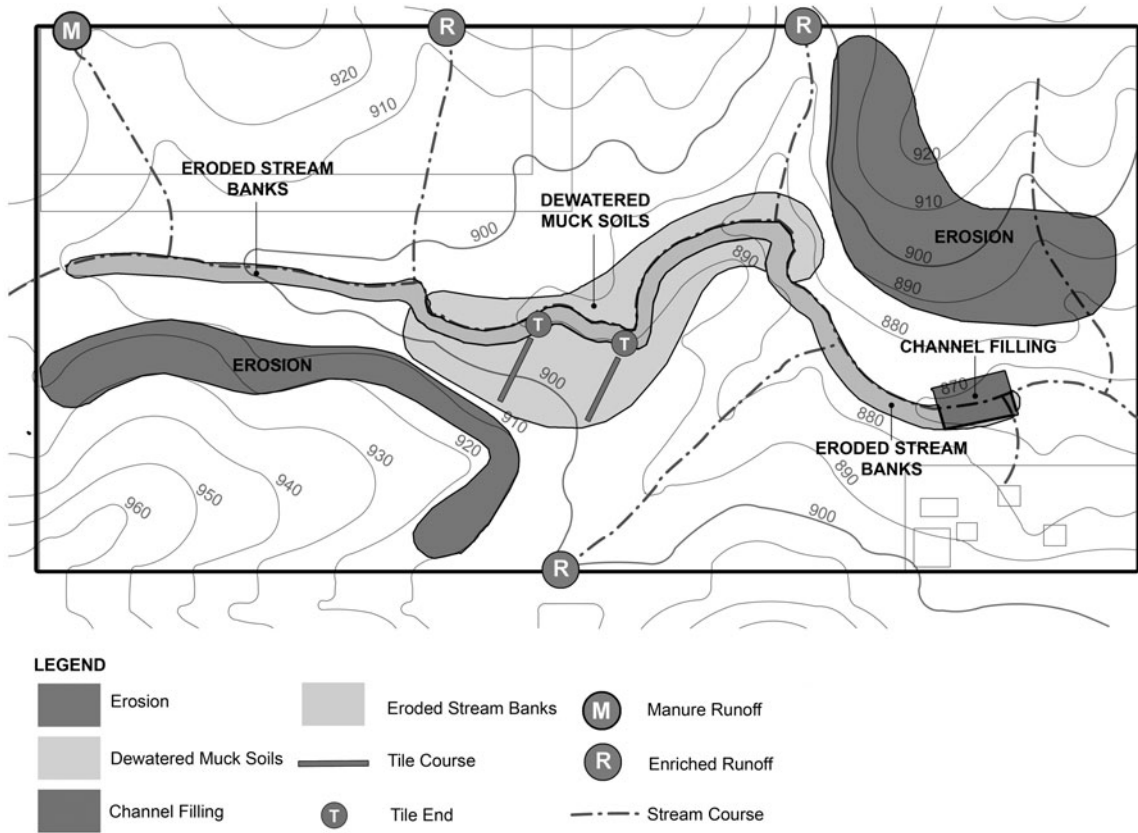 M
R
R
920
910
920
ERODED STREAM
BANKS
DEWATERED
MUCK SOILS
910
900
EROSION
900
890
890
T
T
880
CHANNEL FILLING
EROSION
900
870
910
880
920
ERODED STREAM
BANKS
930
890
940
950
960
900
R
LEGEND
Erosion
Eroded Stream Banks
M
Manure Runoff
Dewatered Muck Soils
Tile Course
R
Enriched Runoff
Channel Filling
T
Tile End
Stream Course